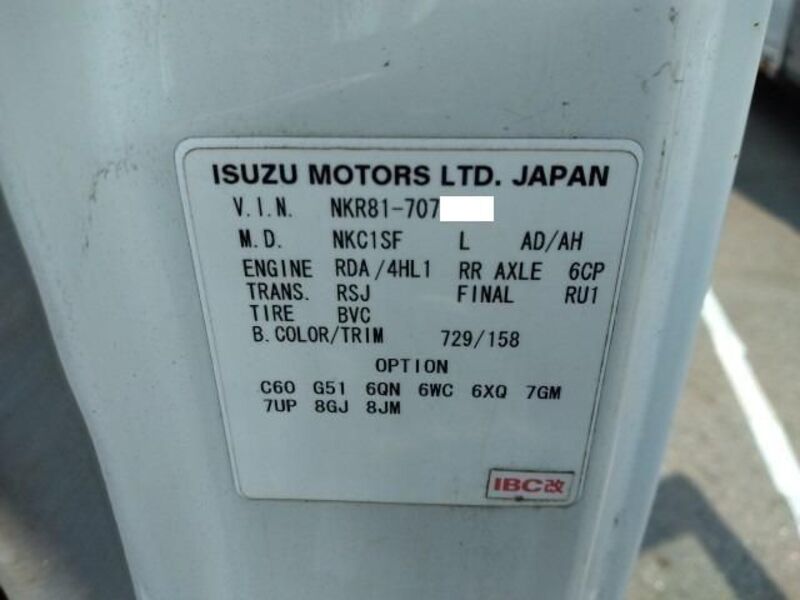 ISUZU MOTORS LTD. JAPAN
V.I.N. NKR81-707
M.D. NKC1SF L AD/AH
ENGINE RDA/4HL1 RR AXLE 6CP
TRANS. RSJ FINAL RU1
TIRE BVC
B.COLOR/TRIM 729/158
OPTION
C60 G51 6QN 6WC 6XQ 7GM
7UP 8GJ 8JM
IBC改